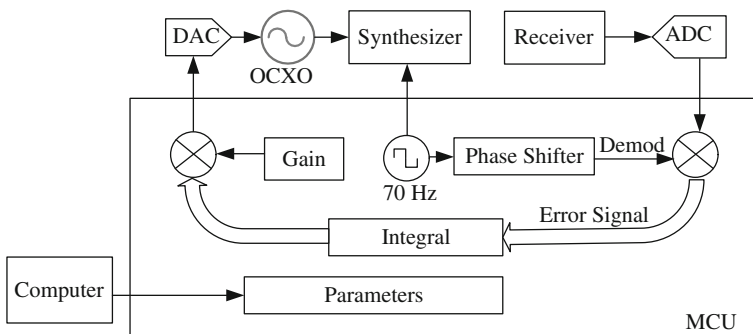 DAC
OCXO
Synthesizer
Receiver
ADC
Gain
70 Hz
Phase Shifter
Demod
Error Signal
Integral
Computer
Parameters
MCU